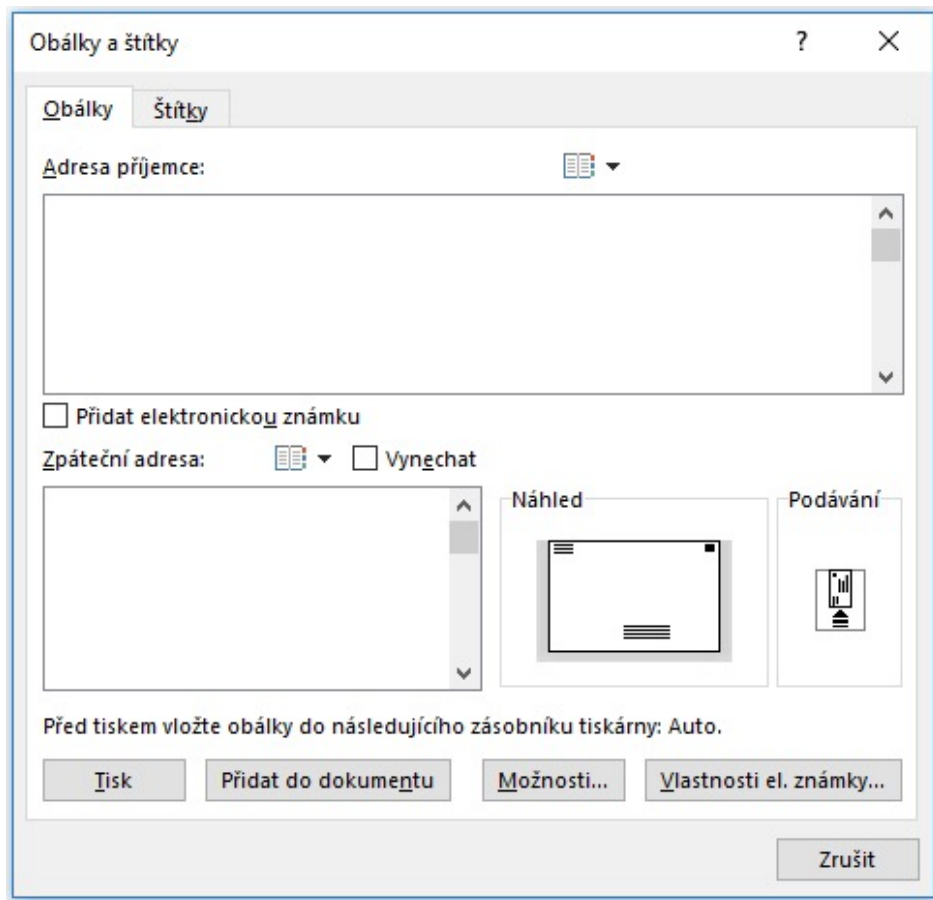 Obálky a štítky ?
Obálky Štítky
Adresa příjemce:
Přidat elektronickou známku
Zpáteční adresa: Vynechat
Náhled Podávání
Před tiskem vložte obálky do následujícího zásobníku tiskárny: Auto.
Tisk Přidat do dokumentu Možnosti... Vlastnosti el. známky...
Zrušit